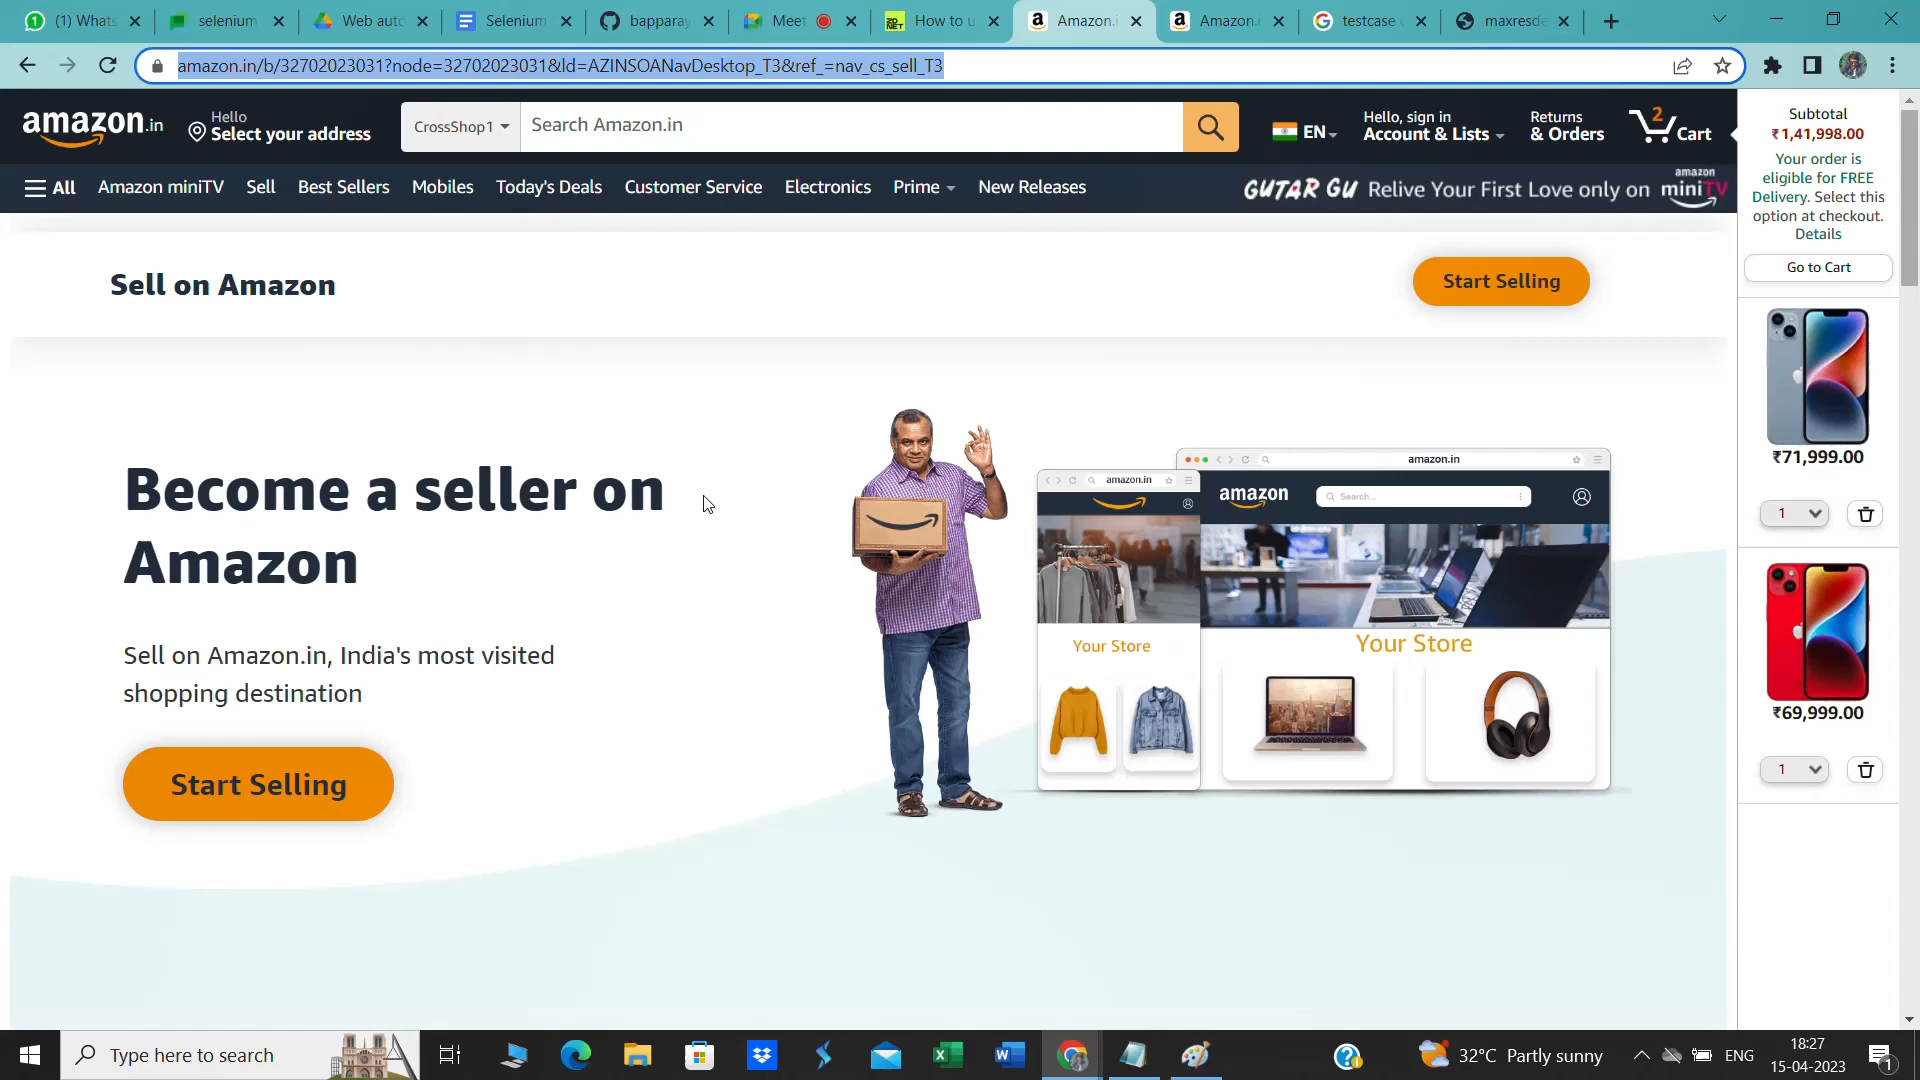 (1) Whats
selenium
Web auto
Selenium
bapparay
Meet
How to u
Amazon.i
Amazon.
testcase
maxresde
amazon.in/b/32702023031?node=32702023031&ld=AZINSOANavDesktop_T3&ref_=nav_cs_sell_T3
amazon.in
Hello
Select your address
CrossShop1
Search Amazon.in
EN
Hello, sign in
Account & Lists
Returns
& Orders
2
Cart
All
Amazon miniTV
Sell
Best Sellers
Mobiles
Today's Deals
Customer Service
Electronics
Prime
New Releases
GUTAR GU Relive Your First Love only on
amazon
miniTV
Subtotal
₹1,41,998.00
Your order is
eligible for FREE
Delivery. Select this
option at checkout.
Details
Go to Cart
₹71,999.00
1
₹69,999.00
1
Sell on Amazon
Start Selling
Become a seller on
Amazon
Sell on Amazon.in, India's most visited
shopping destination
Start Selling
amazon.in
Your Store
amazon.in
amazon
Search...
Your Store
Type here to search
32°C Partly sunny
ENG
18:27
15-04-2023
1